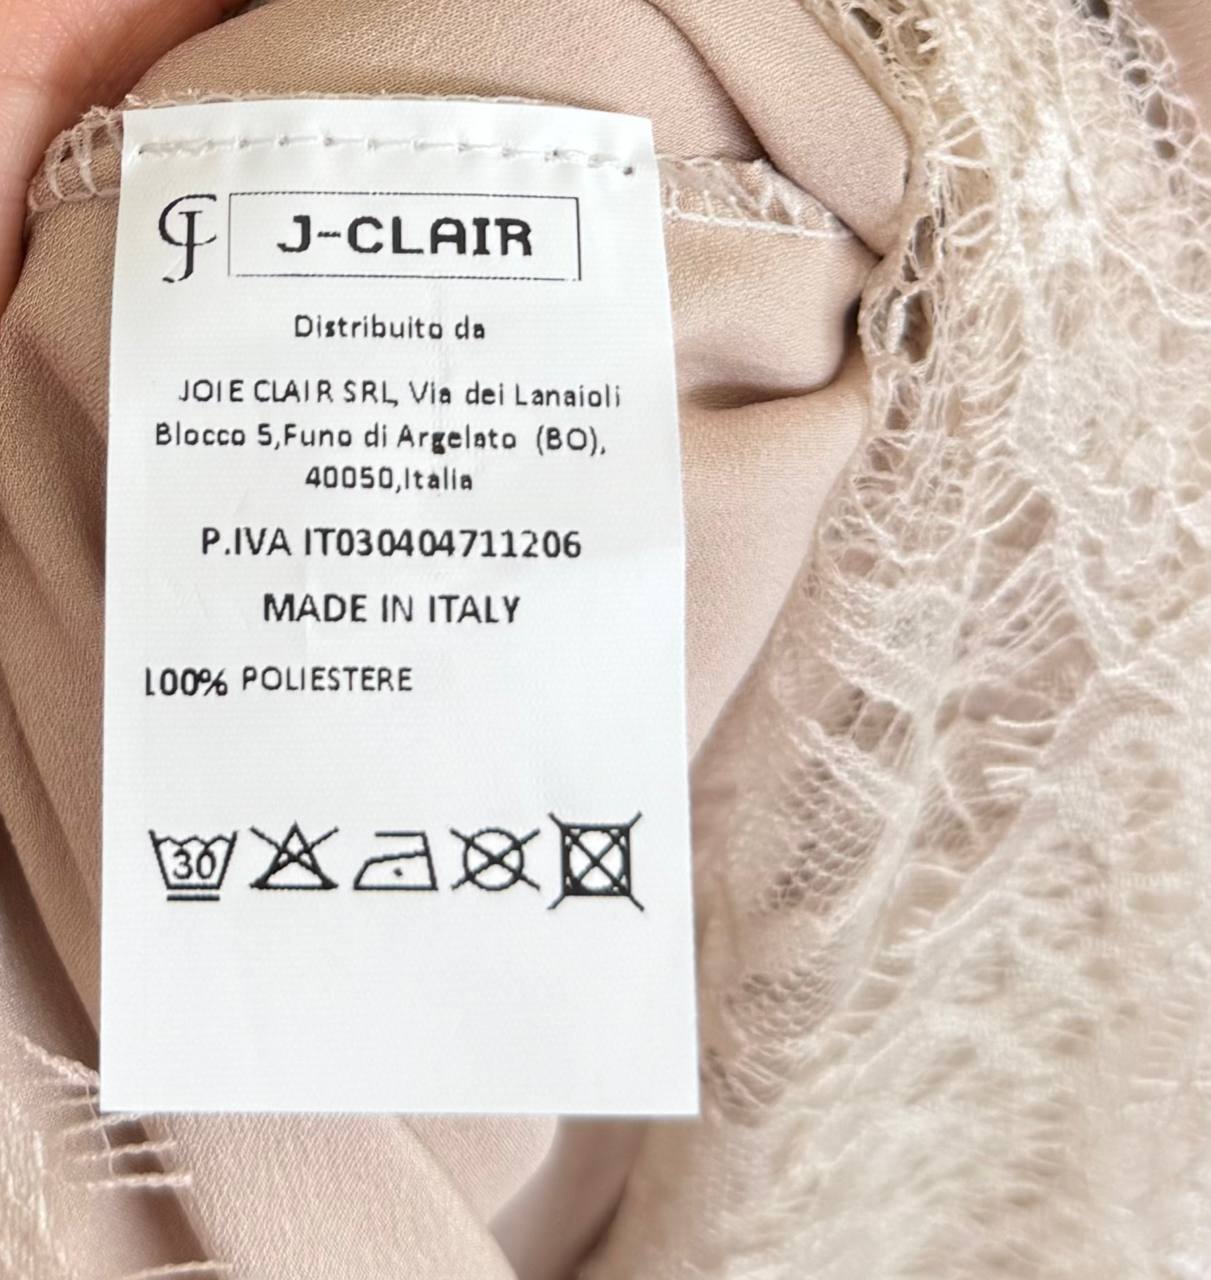 CJ J-CLAIR
Distribuito da
JOIE CLAIR SRL, Via dei Lanaioli
Blocco 5,Funo di Argelato (BO),
40050,Italia
P.IVA IT030404711206
MADE IN ITALY
100% POLIESTERE
30